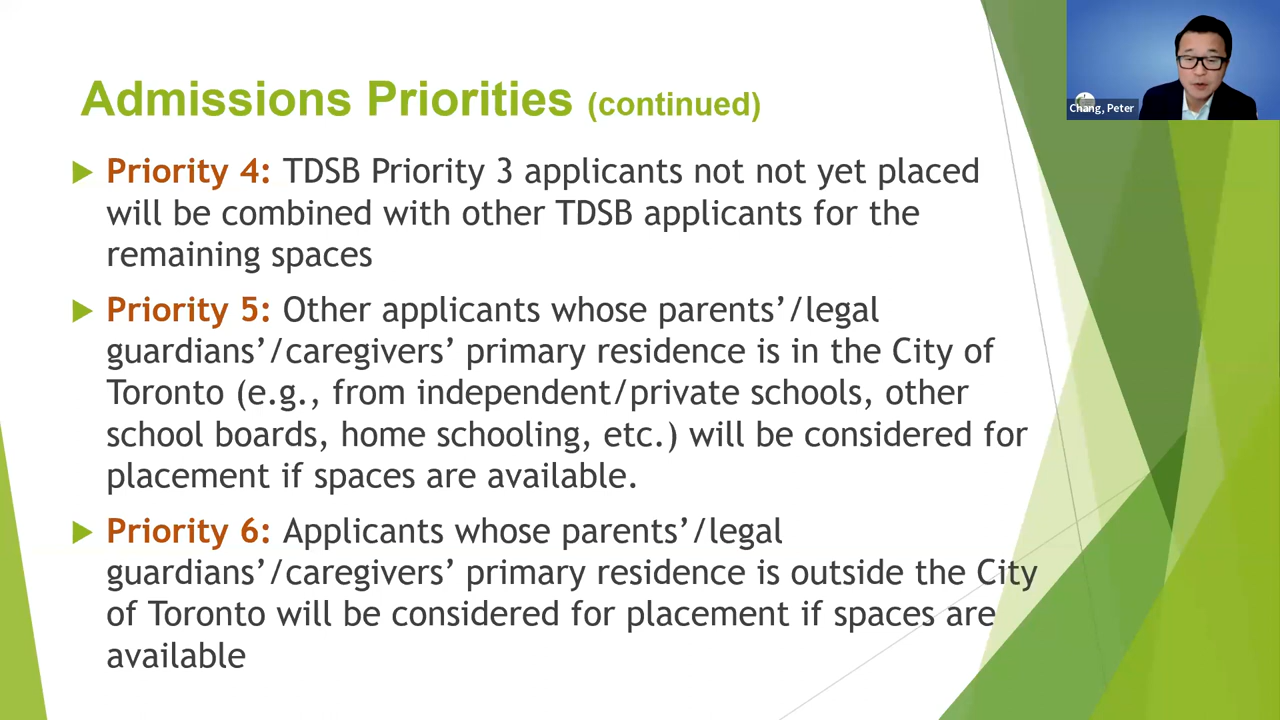 Admissions Priorities (continued)
Priority 4: TDSB Priority 3 applicants not not yet placed
will be combined with other TDSB applicants for the
remaining spaces
Priority 5: Other applicants whose parents’/legal
guardians’/caregivers’ primary residence is in the City of
Toronto (e.g., from independent/private schools, other
school boards, home schooling, etc.) will be considered for
placement if spaces are available.
Priority 6: Applicants whose parents’/legal
guardians’/caregivers’ primary residence is outside the City
of Toronto will be considered for placement if spaces are
available
Chang, Peter